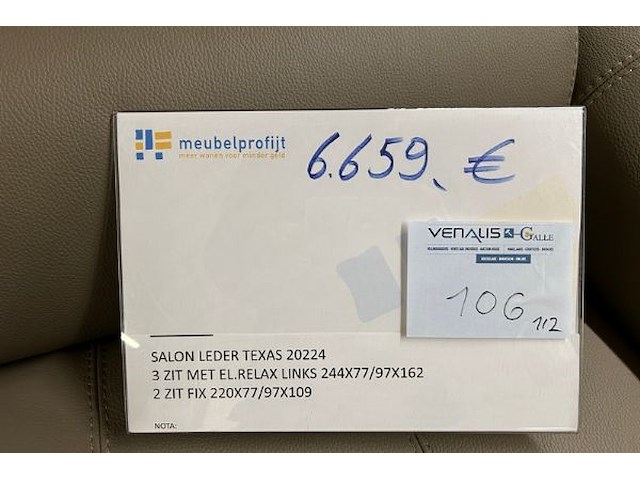 meubelprofijt
meer wonen voor minder geld
6.659,- €
VENALIS GALLE
106
1/2
SALON LEDER TEXAS 20224
3 ZIT MET EL.RELAX LINKS 244X77/97X162
2 ZIT FIX 220X77/97X109
NOTA: